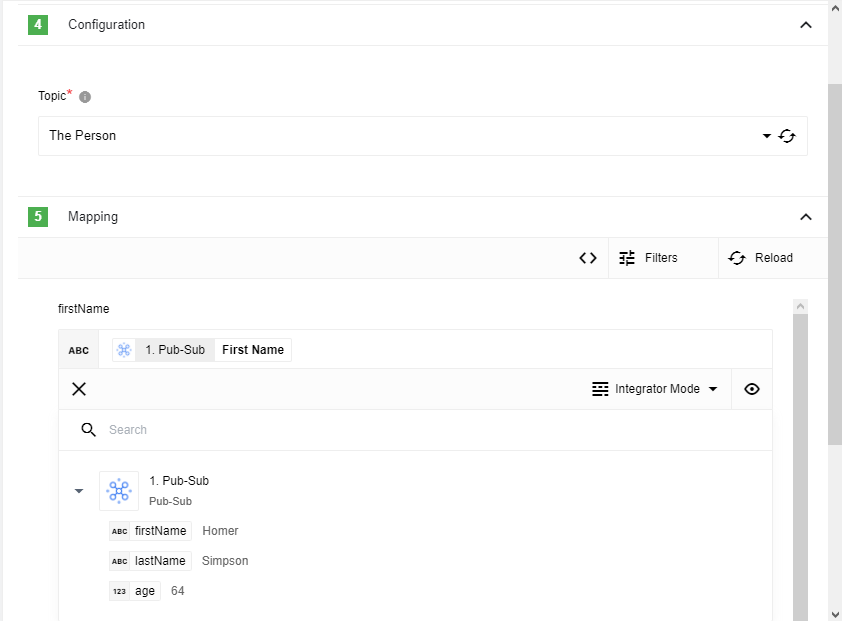 4 Configuration
Topic*
The Person
5 Mapping
Filters Reload
firstName
ABC 1. Pub-Sub First Name
Integrator Mode
Search
1. Pub-Sub
Pub-Sub
ABC firstName Homer
ABC lastName Simpson
123 age 64